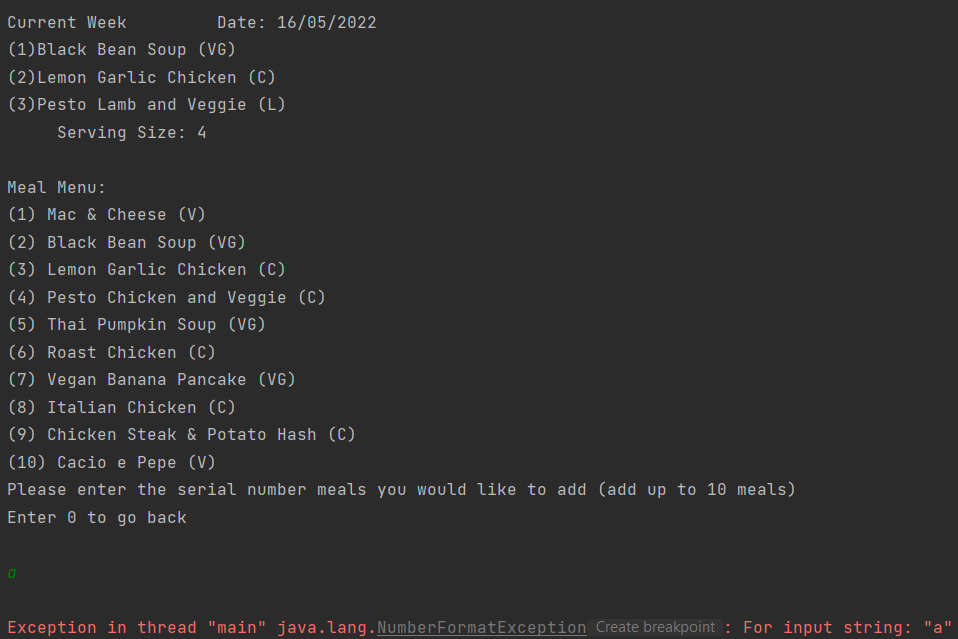 Current Week         Date: 16/05/2022
(1)Black Bean Soup (VG)
(2)Lemon Garlic Chicken (C)
(3)Pesto Lamb and Veggie (L)
     Serving Size: 4
Meal Menu:
(1) Mac & Cheese (V)
(2) Black Bean Soup (VG)
(3) Lemon Garlic Chicken (C)
(4) Pesto Chicken and Veggie (C)
(5) Thai Pumpkin Soup (VG)
(6) Roast Chicken (C)
(7) Vegan Banana Pancake (VG)
(8) Italian Chicken (C)
(9) Chicken Steak & Potato Hash (C)
(10) Cacio e Pepe (V)
Please enter the serial number meals you would like to add (add up to 10 meals)
Enter 0 to go back
a
Exception in thread "main" java.lang.NumberFormatException Create breakpoint : For input string: "a"